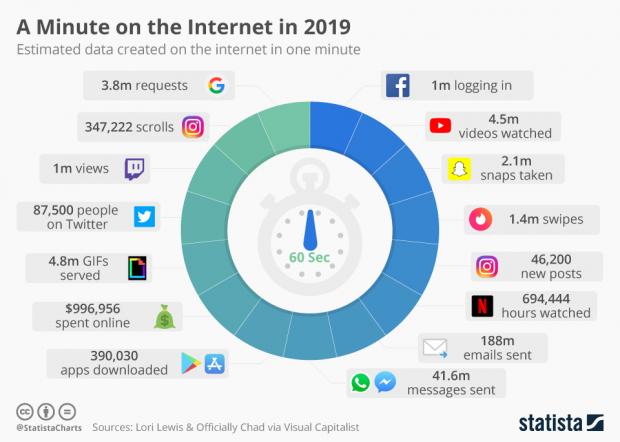 A Minute on the Internet in 2019
Estimated data created on the internet in one minute
3.8m requests
1m logging in
347,222 scrolls
4.5m
videos watched
1m views
2.1m
snaps taken
87,500 people
on Twitter
1.4m swipes
4.8m GIFs
served
46,200
new posts
$996,956
spent online
694,444
hours watched
390,030
apps downloaded
188m
emails sent
41.6m
messages sent
60 Sec
@StatistaCharts
Sources: Lori Lewis & Officially Chad via Visual Capitalist
statista